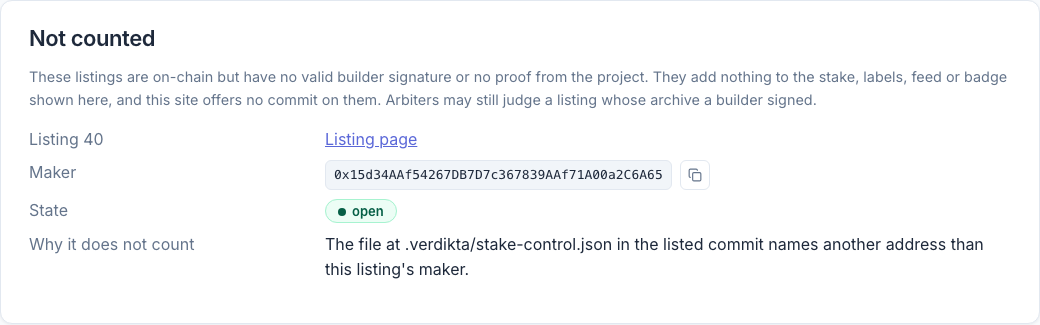 Not counted
These listings are on-chain but have no valid builder signature or no proof from the project. They add nothing to the stake, labels, feed or badge
shown here, and this site offers no commit on them. Arbiters may still judge a listing whose archive a builder signed.
Listing 40 Listing page
Maker 0x15d34AAf54267DB7D7c367839AAf71A00a2C6A65
State open
Why it does not count The file at .verdikta/stake-control.json in the listed commit names another address than
this listing's maker.